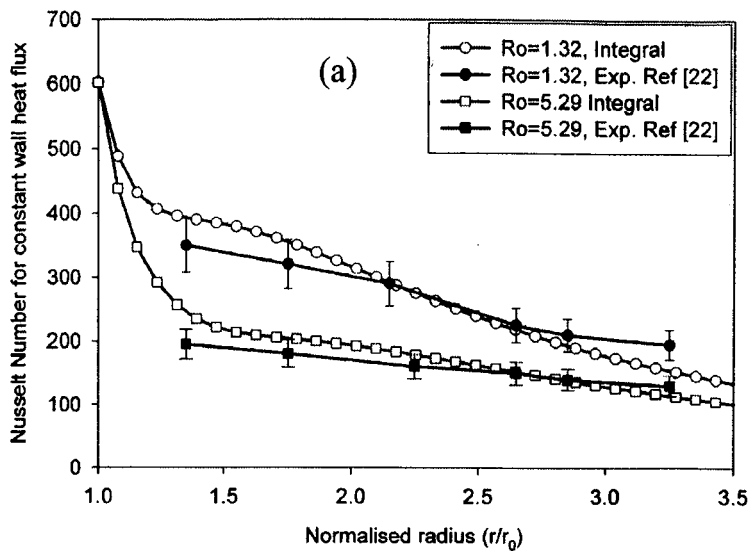 700
600
500
400
300
200
100
0
Nusselt Number for constant wall heat flux
(a)
Ro=1.32, Integral
Ro=1.32, Exp. Ref [22]
Ro=5.29 Integral
Ro=5.29, Exp. Ref [22]
1.0 1.5 2.0 2.5 3.0 3.5
Normalised radius (r/r₀)